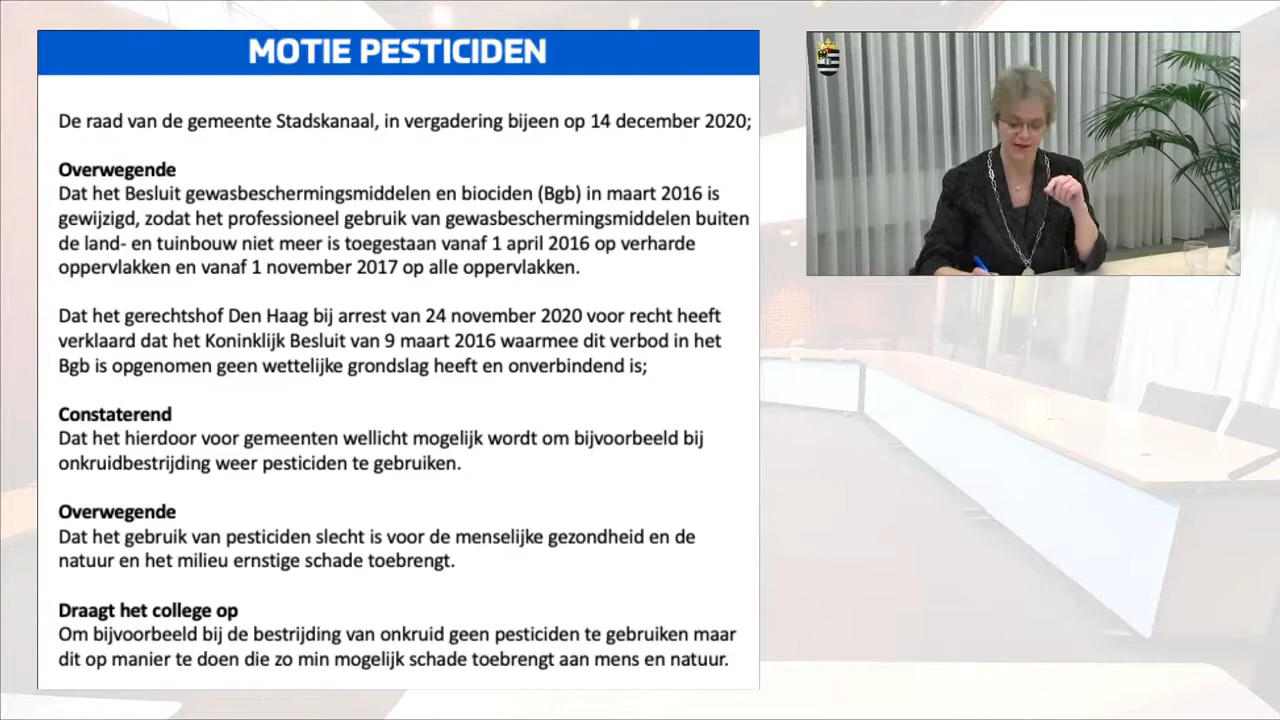 MOTIE PESTICIDEN
De raad van de gemeente Stadskanaal, in vergadering bijeen op 14 december 2020;
Overwegende
Dat het Besluit gewasbeschermingsmiddelen en biociden (Bgb) in maart 2016 is
gewijzigd, zodat het professioneel gebruik van gewasbeschermingsmiddelen buiten
de land- en tuinbouw niet meer is toegestaan vanaf 1 april 2016 op verharde
oppervlakken en vanaf 1 november 2017 op alle oppervlakken.
Dat het gerechtshof Den Haag bij arrest van 24 november 2020 voor recht heeft
verklaard dat het Koninklijk Besluit van 9 maart 2016 waarmee dit verbod in het
Bgb is opgenomen geen wettelijke grondslag heeft en onverbindend is;
Constaterend
Dat het hierdoor voor gemeenten wellicht mogelijk wordt om bijvoorbeeld bij
onkruidbestrijding weer pesticiden te gebruiken.
Overwegende
Dat het gebruik van pesticiden slecht is voor de menselijke gezondheid en de
natuur en het milieu ernstige schade toebrengt.
Draagt het college op
Om bijvoorbeeld bij de bestrijding van onkruid geen pesticiden te gebruiken maar
dit op manier te doen die zo min mogelijk schade toebrengt aan mens en natuur.